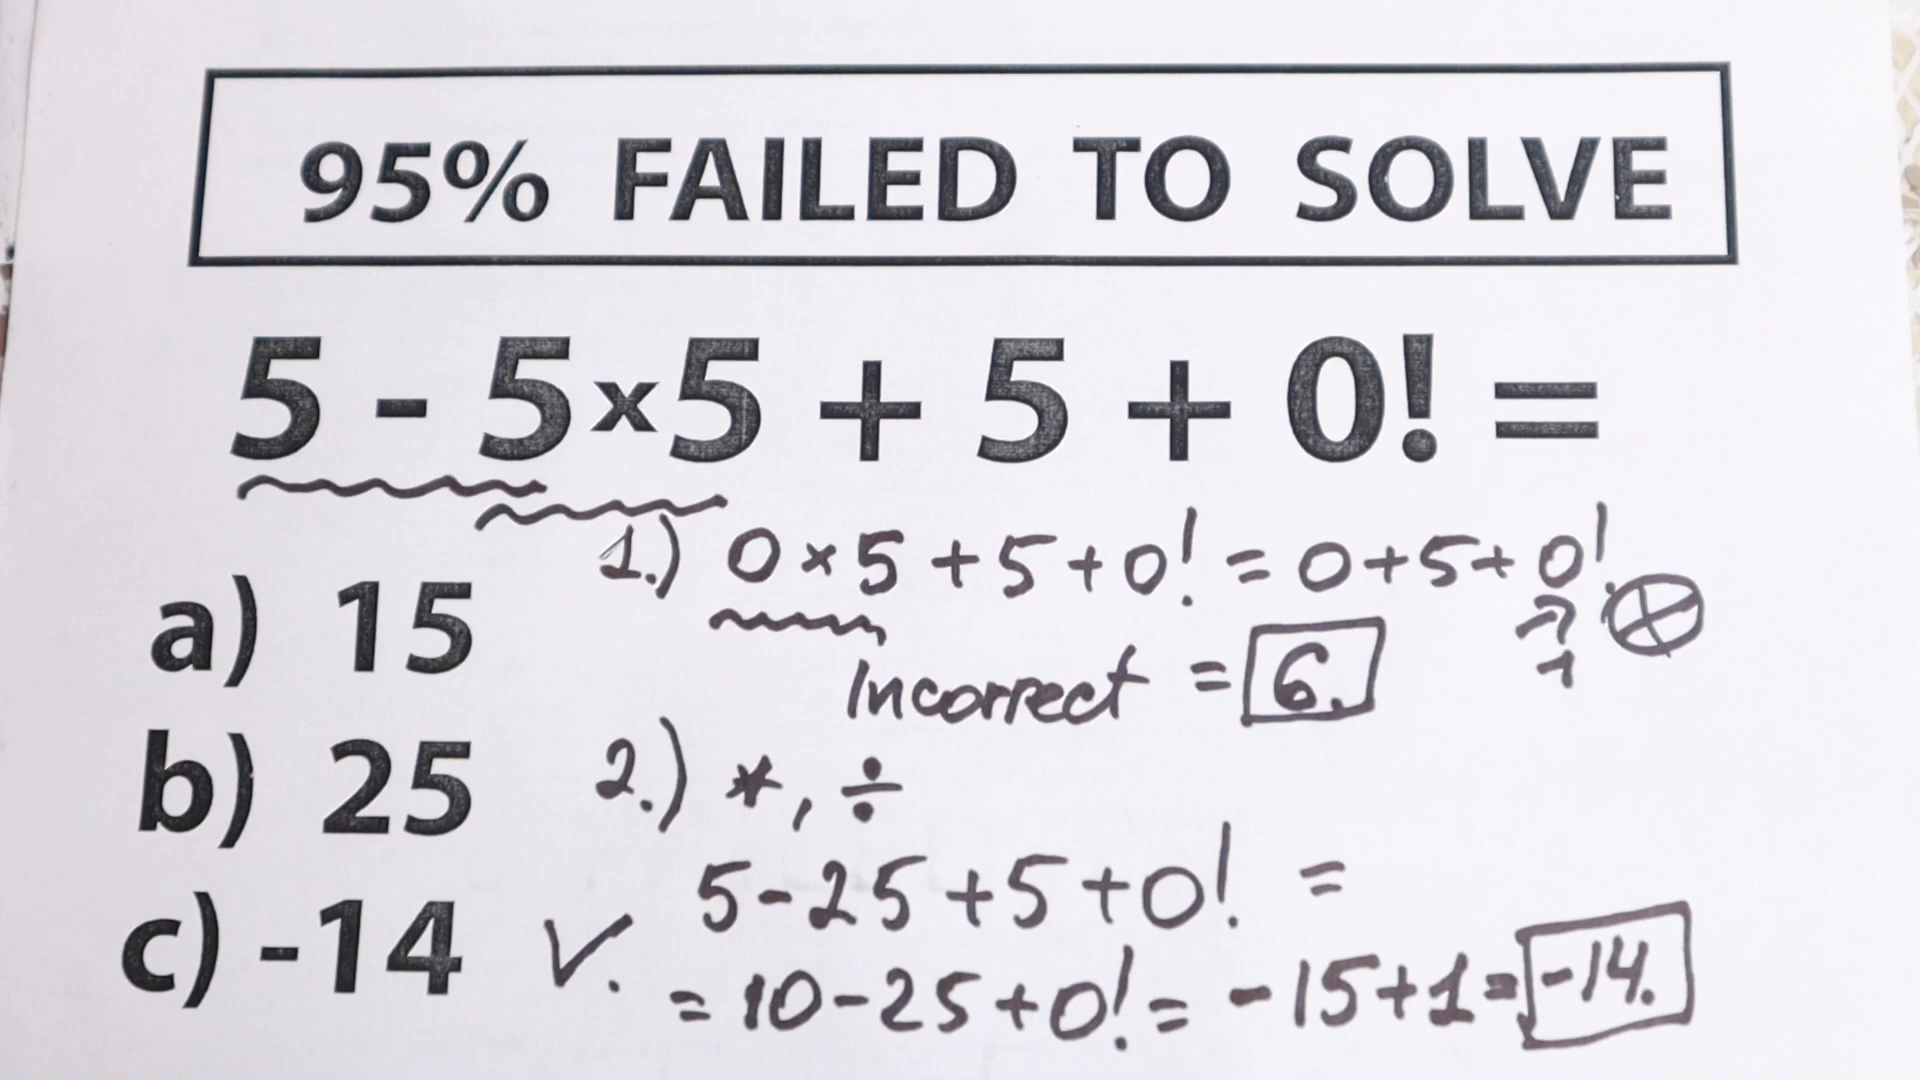 95% FAILED TO SOLVE
5 - 5×5 + 5 + 0! =
1.) 0×5+5+0! = 0+5+0!
1
a) 15
Incorrect = 6.
2.) *, ÷
b) 25
5-25+5+0! =
c) -14
= 10-25+0! = -15+1=-14.